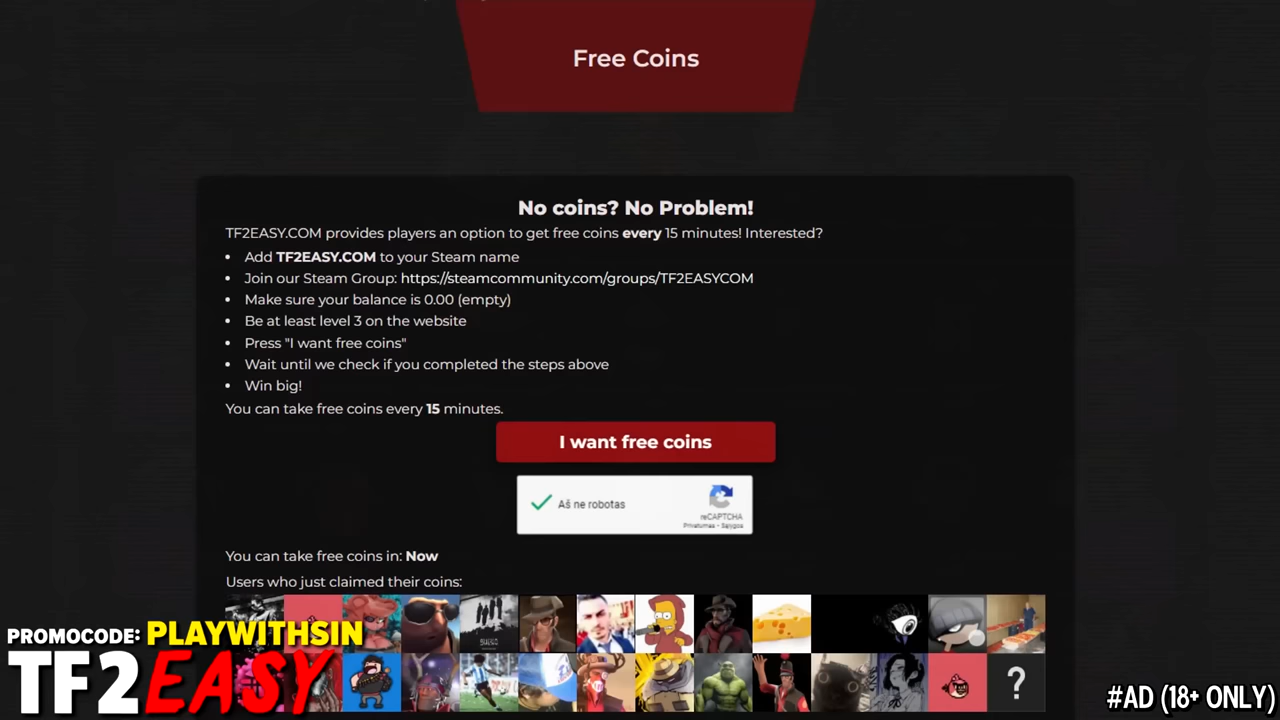 Free Coins
No coins? No Problem!
TF2EASY.COM provides players an option to get free coins every 15 minutes! Interested?
• Add TF2EASY.COM to your Steam name
• Join our Steam Group: https://steamcommunity.com/groups/TF2EASYCOM
• Make sure your balance is 0.00 (empty)
• Be at least level 3 on the website
• Press "I want free coins"
• Wait until we check if you completed the steps above
• Win big!
You can take free coins every 15 minutes.
I want free coins
Aš ne robotas
reCAPTCHA
Privatumas - Sąlygos
You can take free coins in: Now
Users who just claimed their coins:
PROMOCODE: PLAYWITHSIN
TF2EASY
?
#AD (18+ ONLY)